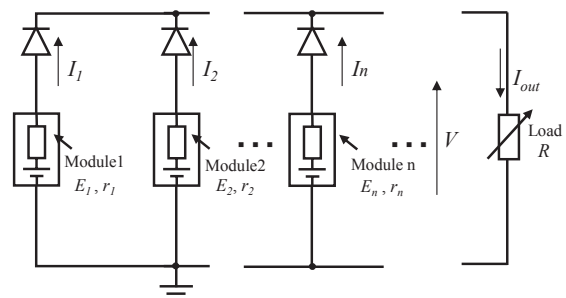 I1
I2
In
Iout
V
Module1
E1 , r1
Module2
E2, r2
Module n
En , rn
Load
R